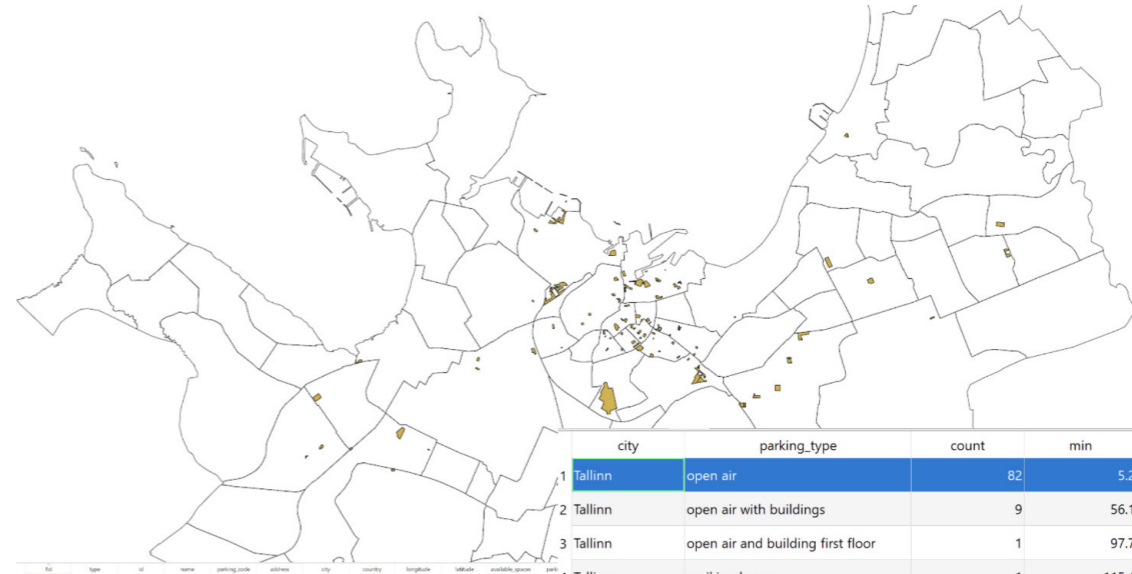 city parking_type count min
1 Tallinn open air 82 5.2
2 Tallinn open air with buildings 9 56.1
3 Tallinn open air and building first floor 1 97.7
fid type id name parking_code address city country longitude latitude available_spaces